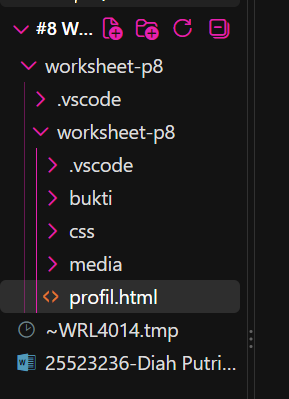 #8 W...
worksheet-p8
.vscode
worksheet-p8
.vscode
bukti
css
media
profil.html
~WRL4014.tmp
25523236-Diah Putri...